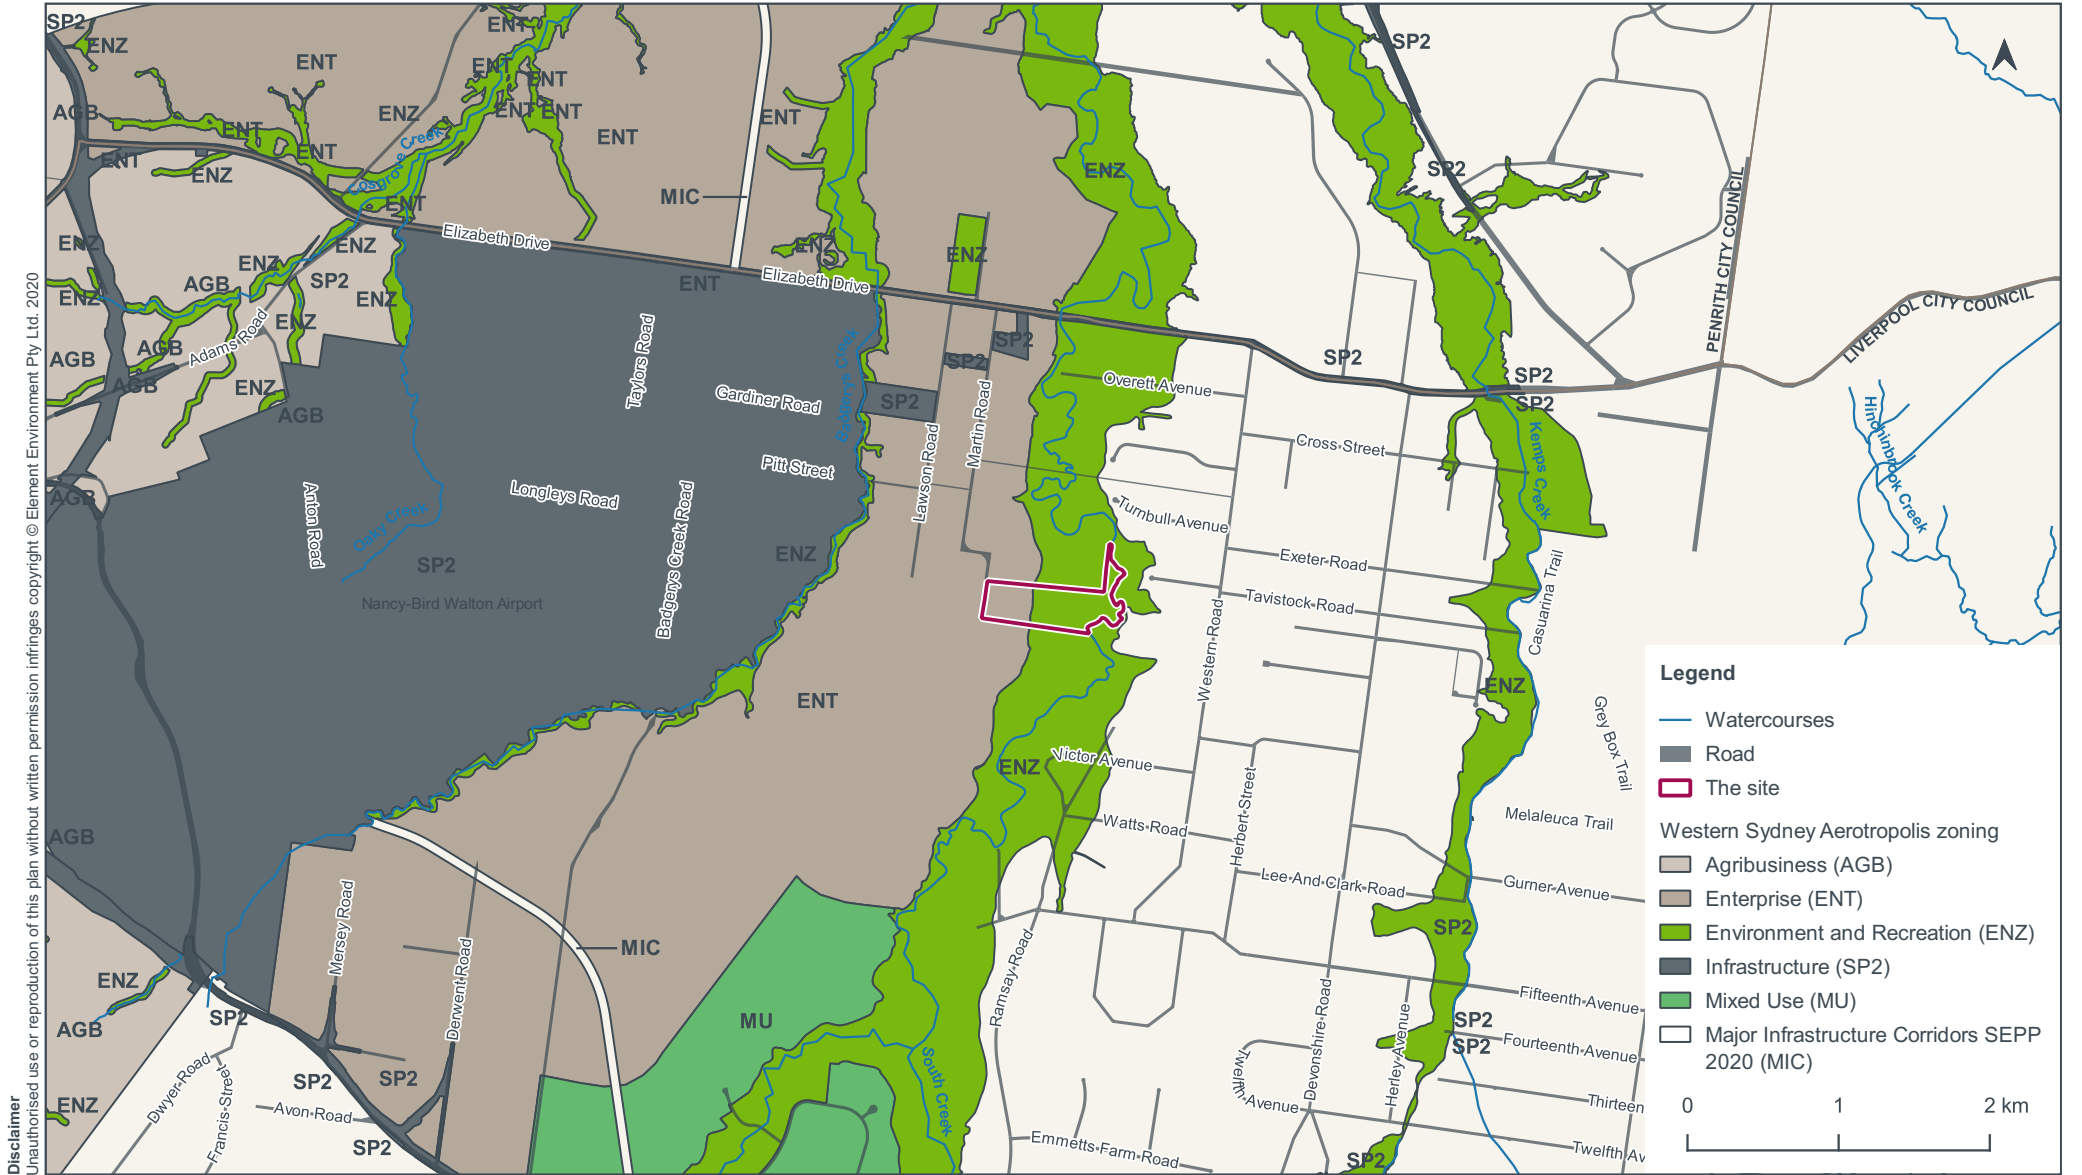 SP2
ENZ
ENT
SP2
ENT
ENT
ENT
AGB
ENZ
ENT
ENT
ENT
ENT
ENT
ENT
SP2
ENT
ENT
ENZ
Cosgrove Creek
ENT
MIC
ENZ
SP2
PENRITH CITY COUNCIL
ENZ
ENZ
Elizabeth Drive
ENZ
5
ENZ
ENZ
SP2
AGB
ENZ
ENZ
ENT
Elizabeth Drive
LIVERPOOL CITY COUNCIL
ENZ
Adams Road
AGB
AGB
AGB
ENZ
AGB
Taylors Road
Gardiner Road
Badgerys Creek
SP2
SP2
SP2
Overett Avenue
SP2
SP2
SP2
Martin Road
Lawson Road
Cross Street
Kemps Creek
Hinchinbrook Creek
Pitt Street
Longleys Road
AGB
Anton Road
Oaky Creek
Badgerys Creek Road
Turnbull Avenue
ENZ
Exeter Road
SP2
Nancy-Bird Walton Airport
Tavistock Road
Casuarina Trail
Western Road
ENT
ENZ
Grey Box Trail
ENZ
Victor Avenue
Herbert Street
Watts Road
Melaleuca Trail
AGB
Lee And Clark Road
Gurner Avenue
Mersey Road
Derwent Road
MIC
SP2
Ramsay Road
ENZ
AGB
SP2
MU
Devonshire Road
Fifteenth Avenue
SP2
SP2
Fourteenth Avenue
Herley Avenue
South Creek
Dwyer Road
Francis Street
SP2
SP2
ENZ
Avon Road
SP2
Twelfth Avenue
Thirteen
Emmetts Farm Road
SP2
Twelfth Av
Legend
Watercourses
Road
The site
Western Sydney Aerotropolis zoning
Agribusiness (AGB)
Enterprise (ENT)
Environment and Recreation (ENZ)
Infrastructure (SP2)
Mixed Use (MU)
Major Infrastructure Corridors SEPP
2020 (MIC)
0 1 2 km
Disclaimer
Unauthorised use or reproduction of this plan without written permission infringes copyright © Element Environment Pty Ltd. 2020